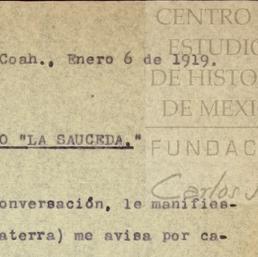 CENTRO
ESTUDIO
Coah., Enero 6 de 1919.
DE HISTO
DE MEXI
O "LA SAUCEDA."
FUNDAC
Carlos
onversación, le manifies-
aterra) me avisa por ca-